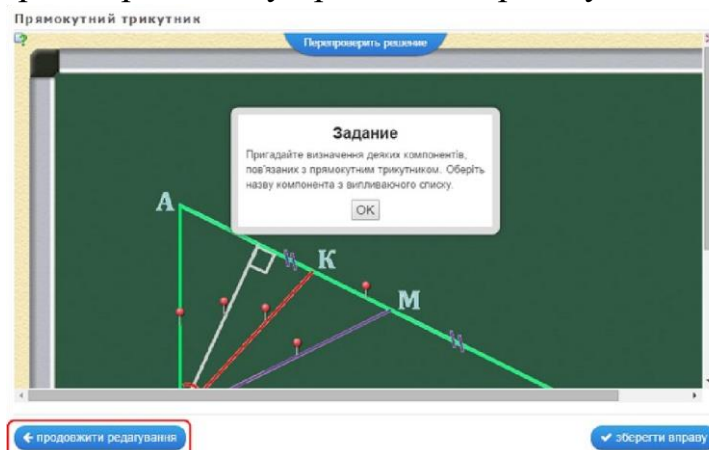 Прямокутний трикутник
Перепроверить решение
Задание
Пригадайте визначення деяких компонентів,
пов'язаних з прямокутним трикутником. Оберіть
назву компонента з випливаючого списку.
OK
A
K
M
продовжити редагування
зберегти вправу